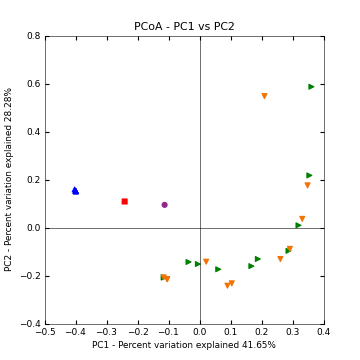 PCoA - PC1 vs PC2
0.8
0.6
0.4
0.2
0.0
−0.2
−0.4
PC2 - Percent variation explained 28.28%
−0.5 −0.4 −0.3 −0.2 −0.1 0.0 0.1 0.2 0.3 0.4
PC1 - Percent variation explained 41.65%